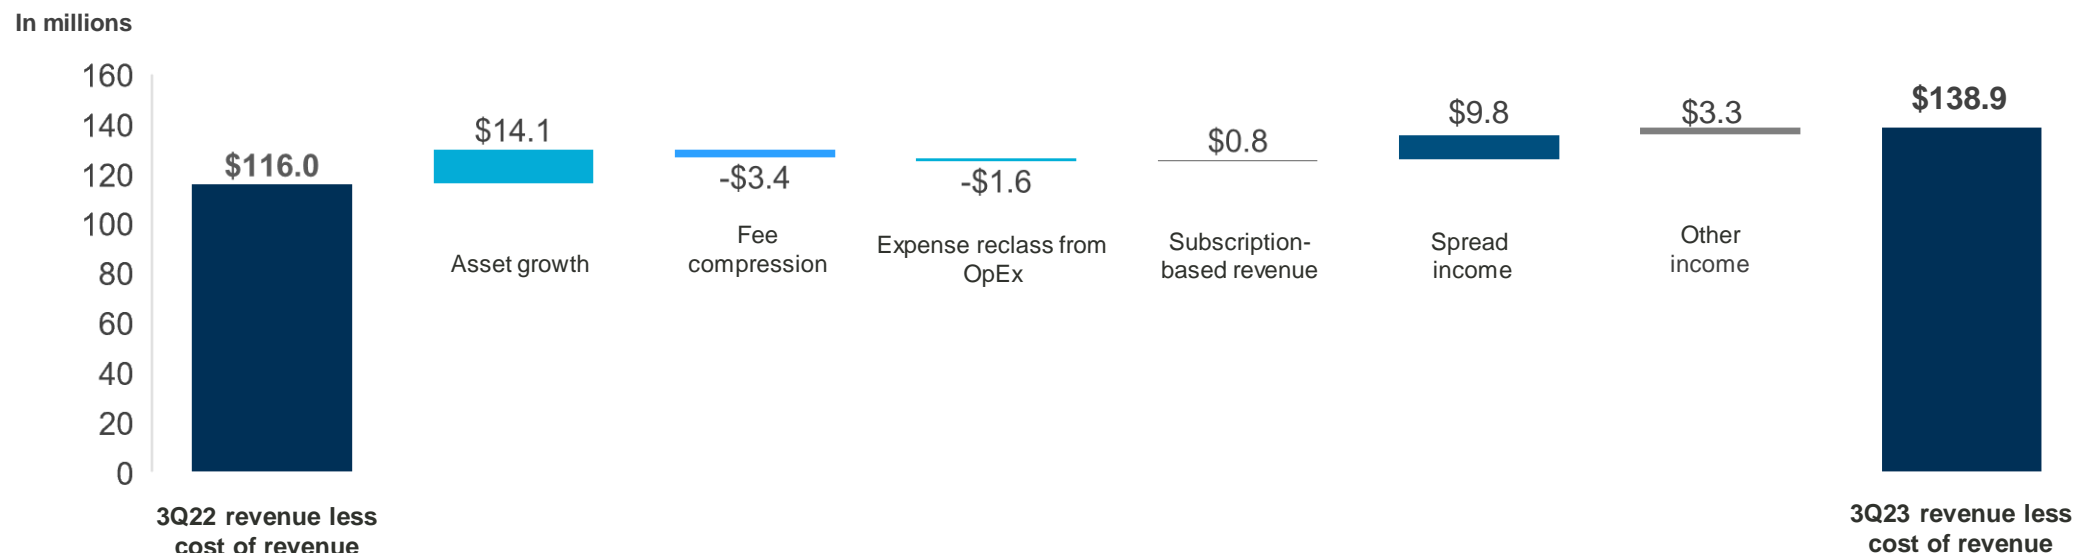 In millions
160
140
120
100
80
60
40
20
0
$116.0
$14.1
-$3.4
-$1.6
$0.8
$9.8
$3.3
$138.9
Asset growth
Fee
compression
Expense reclass from
OpEx
Subscription-
based revenue
Spread
income
Other
income
3Q22 revenue less
cost of revenue
3Q23 revenue less
cost of revenue